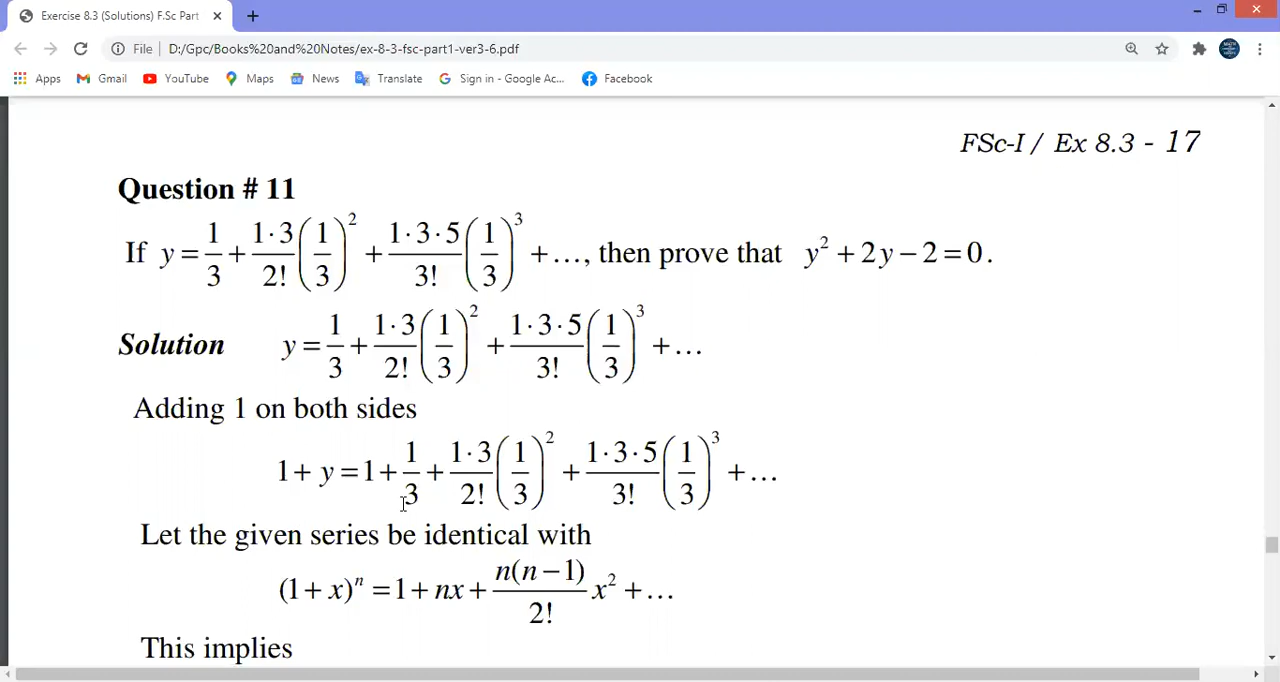 Exercise 8.3 (Solutions) F.Sc Part
File D:/Gpc/Books%20and%20Notes/ex-8-3-fsc-part1-ver3-6.pdf
Apps Gmail YouTube Maps News Translate Sign in - Google Ac... Facebook
FSc-I / Ex 8.3 - 17
Question # 11
If y = 1/3 + (1·3)/2! (1/3)² + (1·3·5)/3! (1/3)³ + …, then prove that y² + 2y − 2 = 0.
Solution y = 1/3 + (1·3)/2! (1/3)² + (1·3·5)/3! (1/3)³ + …
Adding 1 on both sides
1 + y = 1 + 1/3 + (1·3)/2! (1/3)² + (1·3·5)/3! (1/3)³ + …
Let the given series be identical with
(1 + x)ⁿ = 1 + nx + n(n − 1)/2! x² + …
This implies